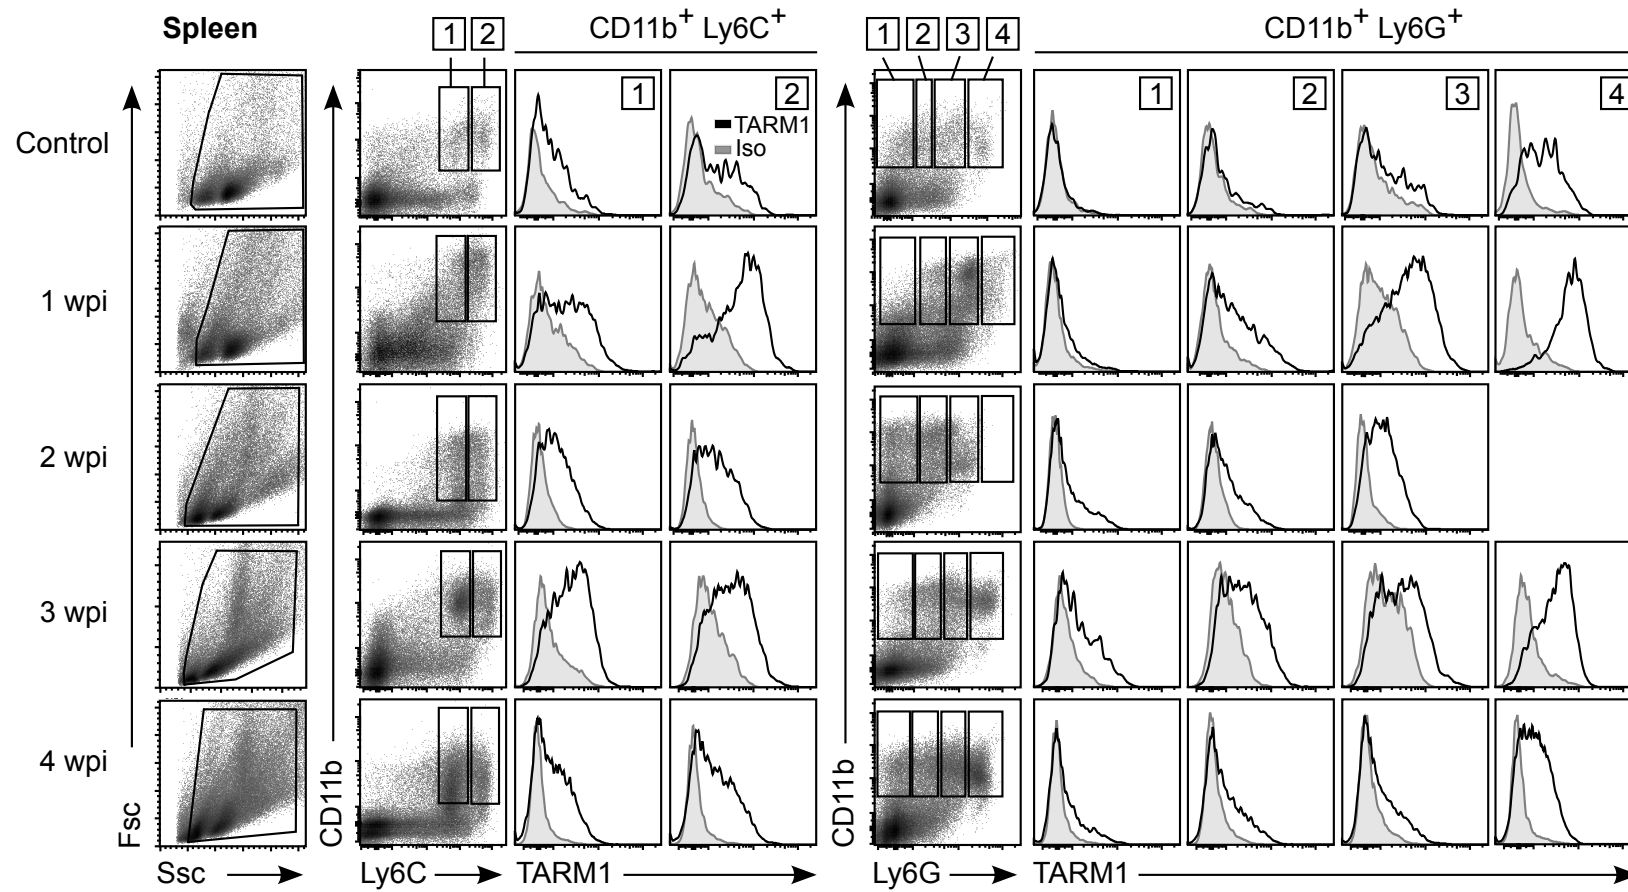 Spleen
1 2
CD11b+ Ly6C+
1 2 3 4
CD11b+ Ly6G+
Control
1
2
TARM1
Iso
1
2
3
4
1 wpi
2 wpi
3 wpi
4 wpi
Fsc
CD11b
CD11b
Ssc
Ly6C
TARM1
Ly6G
TARM1